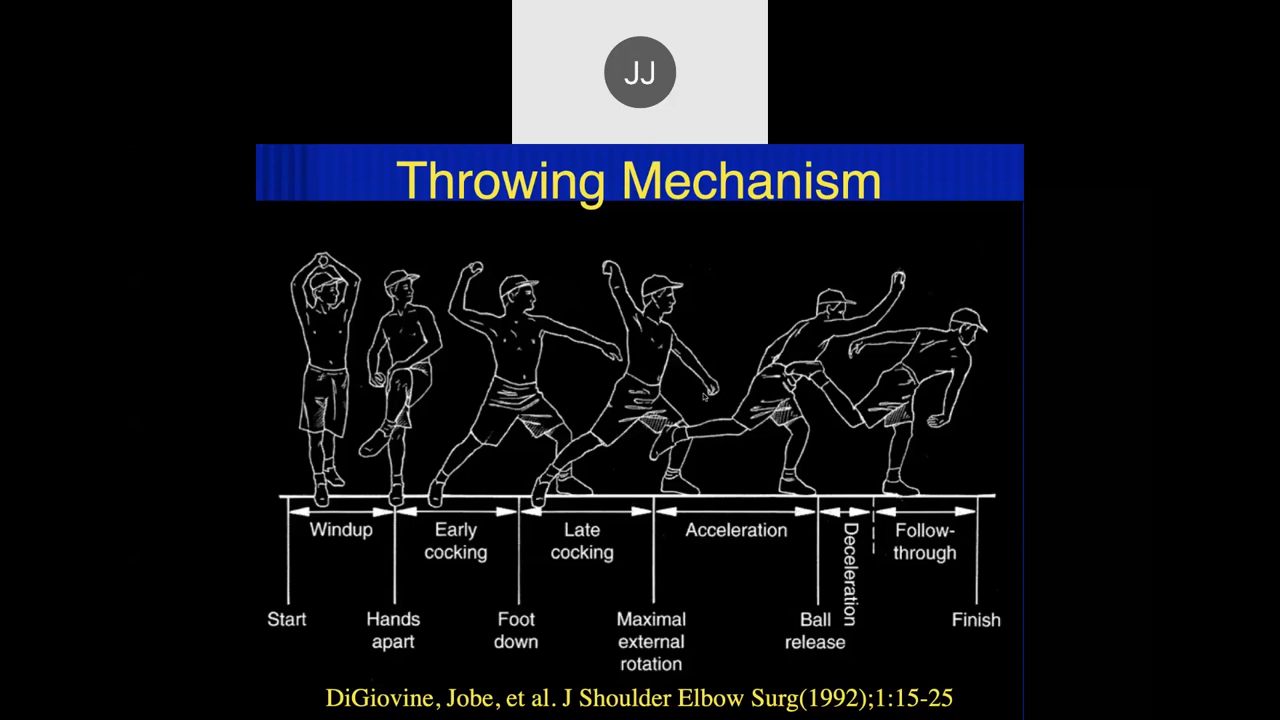 JJ
Throwing Mechanism
Windup
Early
cocking
Late
cocking
Acceleration
Deceleration
Follow-
through
Start
Hands
apart
Foot
down
Maximal
external
rotation
Ball
release
Finish
DiGiovine, Jobe, et al. J Shoulder Elbow Surg(1992);1:15-25